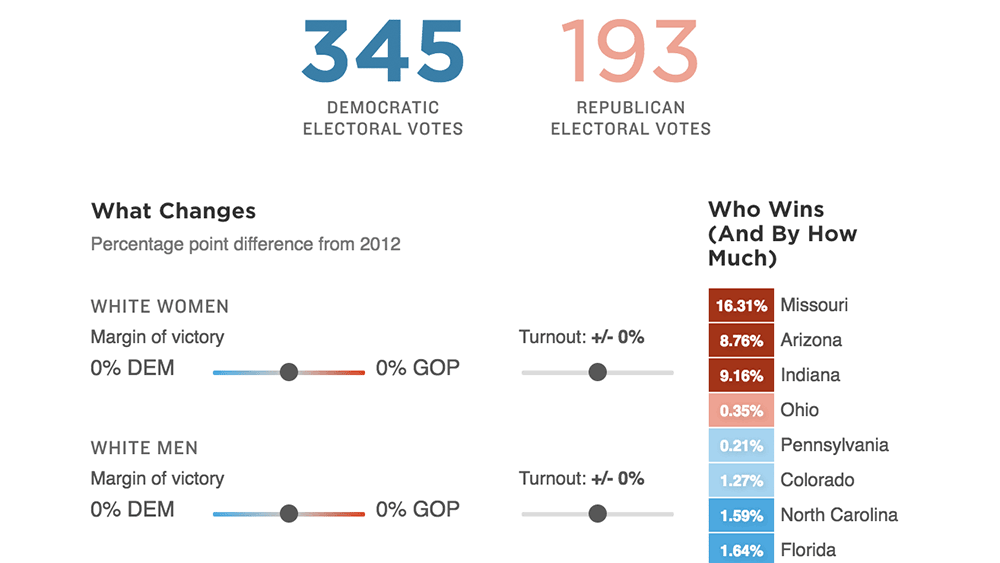 345
DEMOCRATIC
ELECTORAL VOTES
193
REPUBLICAN
ELECTORAL VOTES
What Changes
Percentage point difference from 2012
WHITE WOMEN
Margin of victory
0% DEM
0% GOP
Turnout: +/- 0%
WHITE MEN
Margin of victory
0% DEM
0% GOP
Turnout: +/- 0%
Who Wins
(And By How
Much)
16.31% Missouri
8.76% Arizona
9.16% Indiana
0.35% Ohio
0.21% Pennsylvania
1.27% Colorado
1.59% North Carolina
1.64% Florida